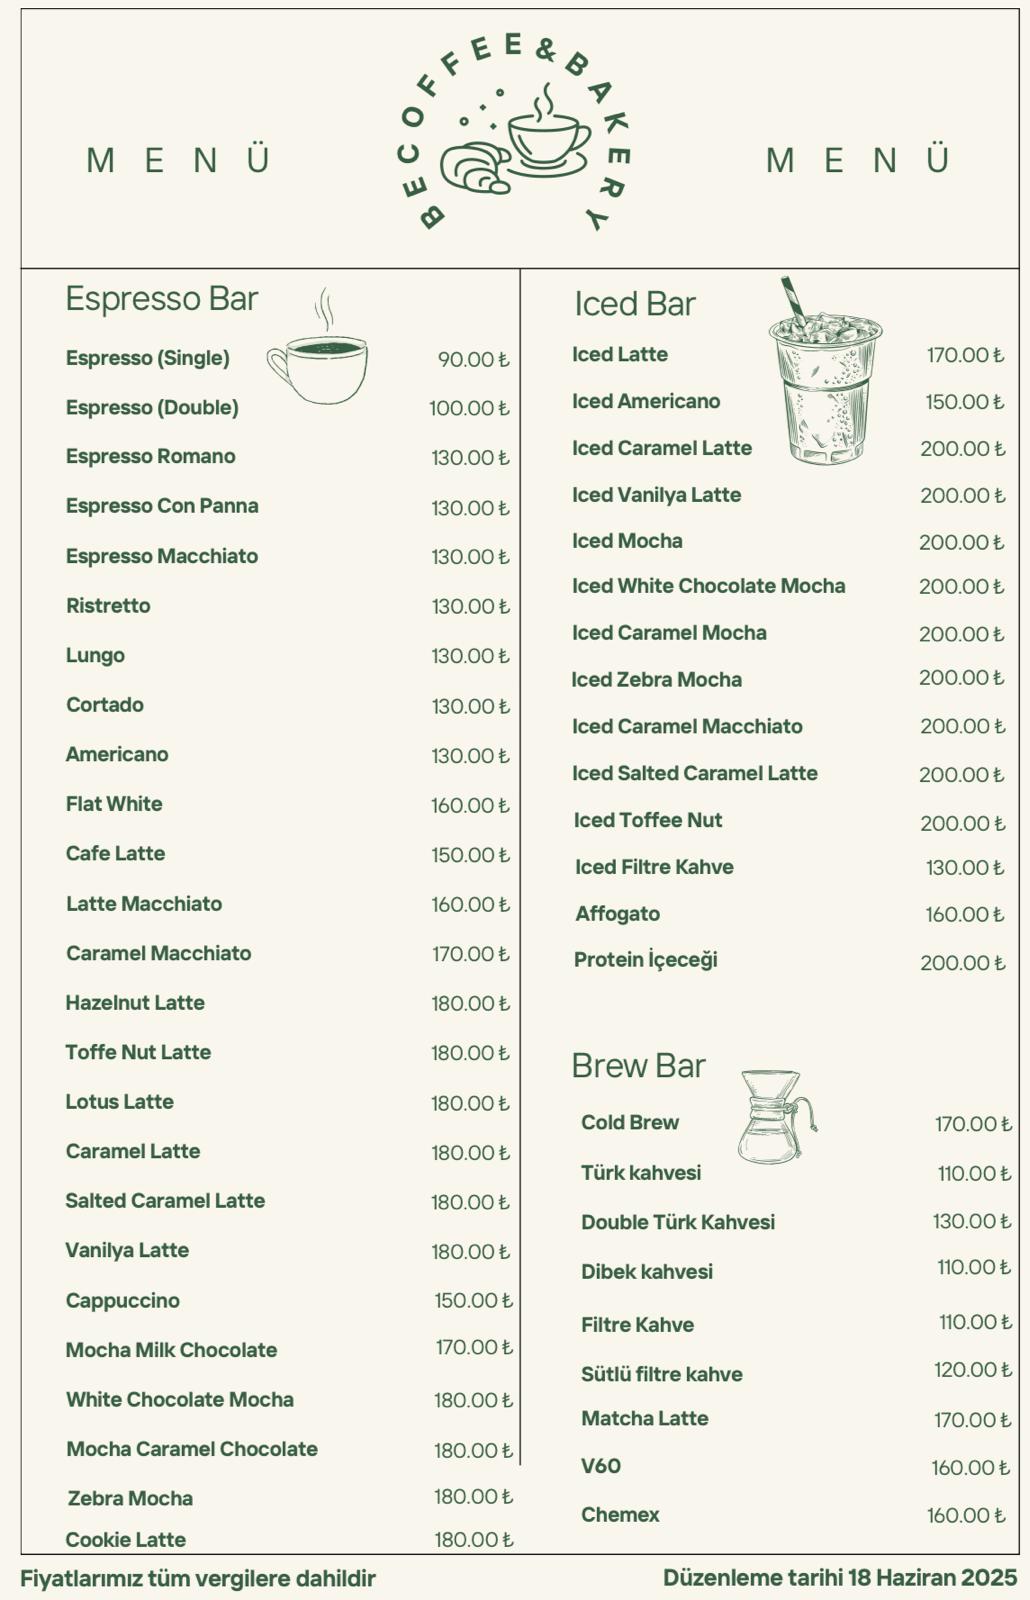 BECOFFEE&BAKERY
MENÜ
MENÜ
Espresso Bar
Espresso (Single) 90.00 ₺
Espresso (Double) 100.00 ₺
Espresso Romano 130.00 ₺
Espresso Con Panna 130.00 ₺
Espresso Macchiato 130.00 ₺
Ristretto 130.00 ₺
Lungo 130.00 ₺
Cortado 130.00 ₺
Americano 130.00 ₺
Flat White 160.00 ₺
Cafe Latte 150.00 ₺
Latte Macchiato 160.00 ₺
Caramel Macchiato 170.00 ₺
Hazelnut Latte 180.00 ₺
Toffe Nut Latte 180.00 ₺
Lotus Latte 180.00 ₺
Caramel Latte 180.00 ₺
Salted Caramel Latte 180.00 ₺
Vanilya Latte 180.00 ₺
Cappuccino 150.00 ₺
Mocha Milk Chocolate 170.00 ₺
White Chocolate Mocha 180.00 ₺
Mocha Caramel Chocolate 180.00 ₺
Zebra Mocha 180.00 ₺
Cookie Latte 180.00 ₺
Iced Bar
Iced Latte 170.00 ₺
Iced Americano 150.00 ₺
Iced Caramel Latte 200.00 ₺
Iced Vanilya Latte 200.00 ₺
Iced Mocha 200.00 ₺
Iced White Chocolate Mocha 200.00 ₺
Iced Caramel Mocha 200.00 ₺
Iced Zebra Mocha 200.00 ₺
Iced Caramel Macchiato 200.00 ₺
Iced Salted Caramel Latte 200.00 ₺
Iced Toffee Nut 200.00 ₺
Iced Filtre Kahve 130.00 ₺
Affogato 160.00 ₺
Protein İçeceği 200.00 ₺
Brew Bar
Cold Brew 170.00 ₺
Türk kahvesi 110.00 ₺
Double Türk Kahvesi 130.00 ₺
Dibek kahvesi 110.00 ₺
Filtre Kahve 110.00 ₺
Sütlü filtre kahve 120.00 ₺
Matcha Latte 170.00 ₺
V60 160.00 ₺
Chemex 160.00 ₺
Fiyatlarımız tüm vergilere dahildir
Düzenleme tarihi 18 Haziran 2025